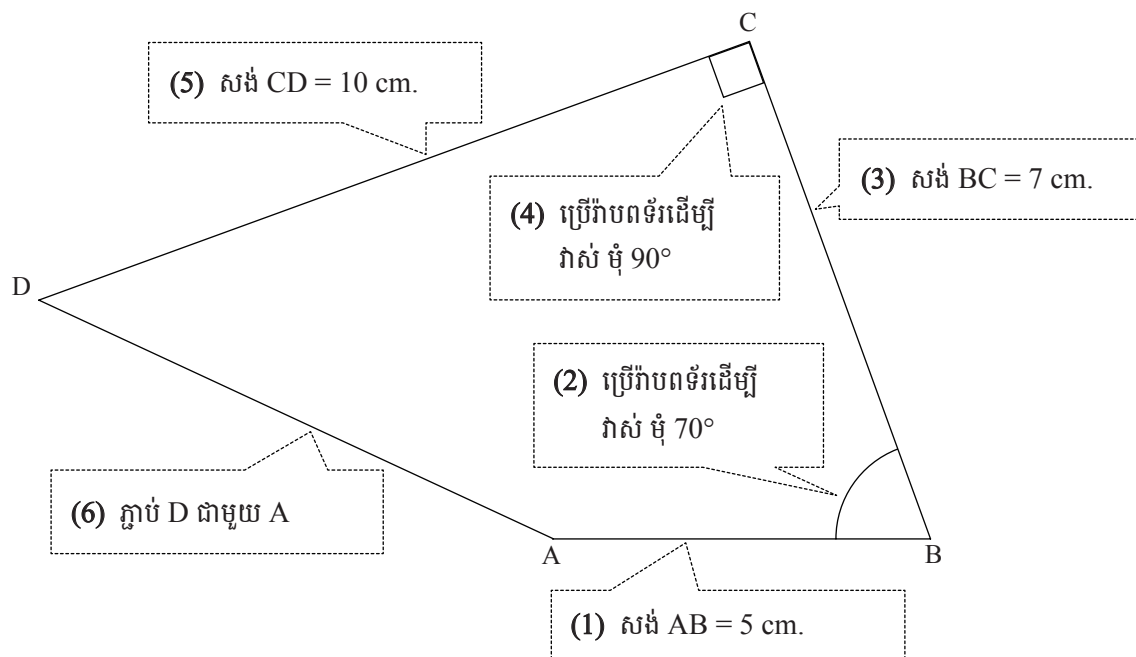 C
(5) សង់ CD = 10 cm.
(3) សង់ BC = 7 cm.
(4) ប្រើរ៉ាបព័រដើម្បី
វាស់ មុំ 90°
D
(2) ប្រើរ៉ាបព័រដើម្បី
វាស់ មុំ 70°
(6) ភ្ជាប់ D ជាមួយ A
A
B
(1) សង់ AB = 5 cm.